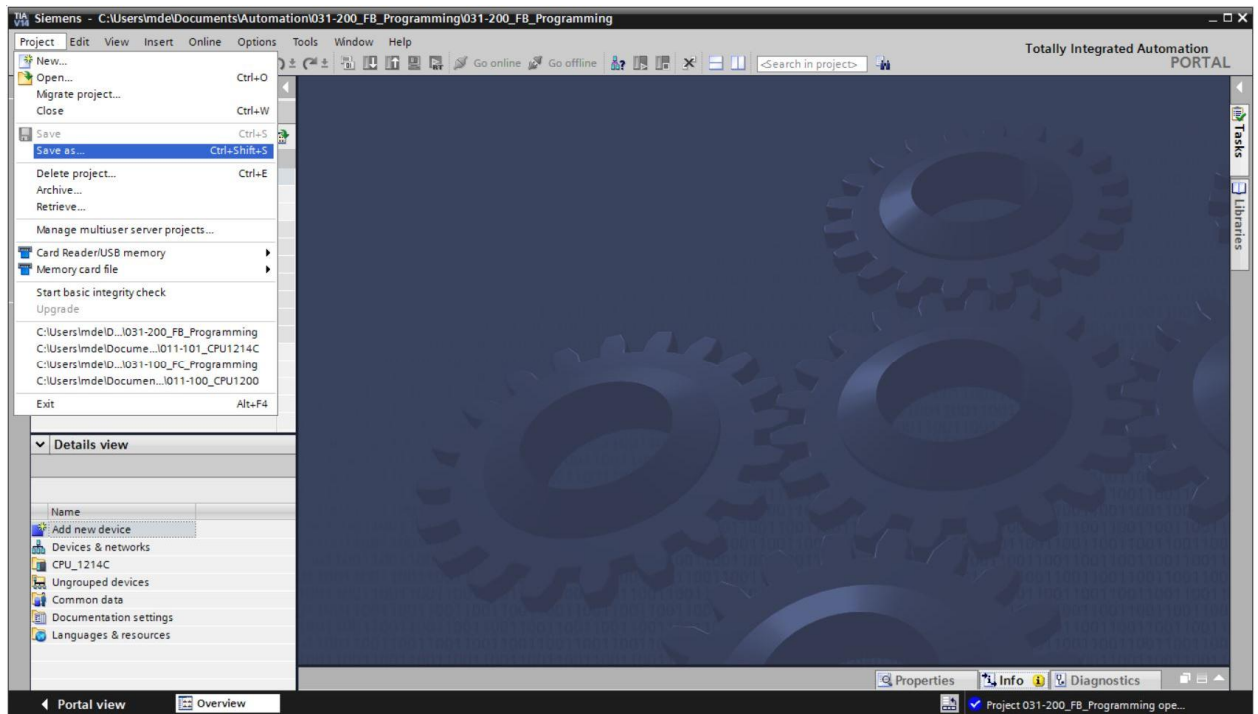 TIA V14 Siemens - C:\Users\mde\Documents\Automation\031-200_FB_Programming\031-200_FB_Programming
Project Edit View Insert Online Options Tools Window Help
Totally Integrated Automation
PORTAL
Go online Go offline <Search in project>
New...
Open... Ctrl+O
Migrate project...
Close Ctrl+W
Save Ctrl+S
Save as... Ctrl+Shift+S
Delete project... Ctrl+E
Archive...
Retrieve...
Manage multiuser server projects...
Card Reader/USB memory
Memory card file
Start basic integrity check
Upgrade
C:\Users\mde\D...\031-200_FB_Programming
C:\Users\mde\Docume...\011-101_CPU1214C
C:\Users\mde\D...\031-100_FC_Programming
C:\Users\mde\Documen...\011-100_CPU1200
Exit Alt+F4
Tasks
Libraries
Details view
Name
Add new device
Devices & networks
CPU_1214C
Ungrouped devices
Common data
Documentation settings
Languages & resources
Properties Info Diagnostics
Portal view Overview Project 031-200_FB_Programming ope...